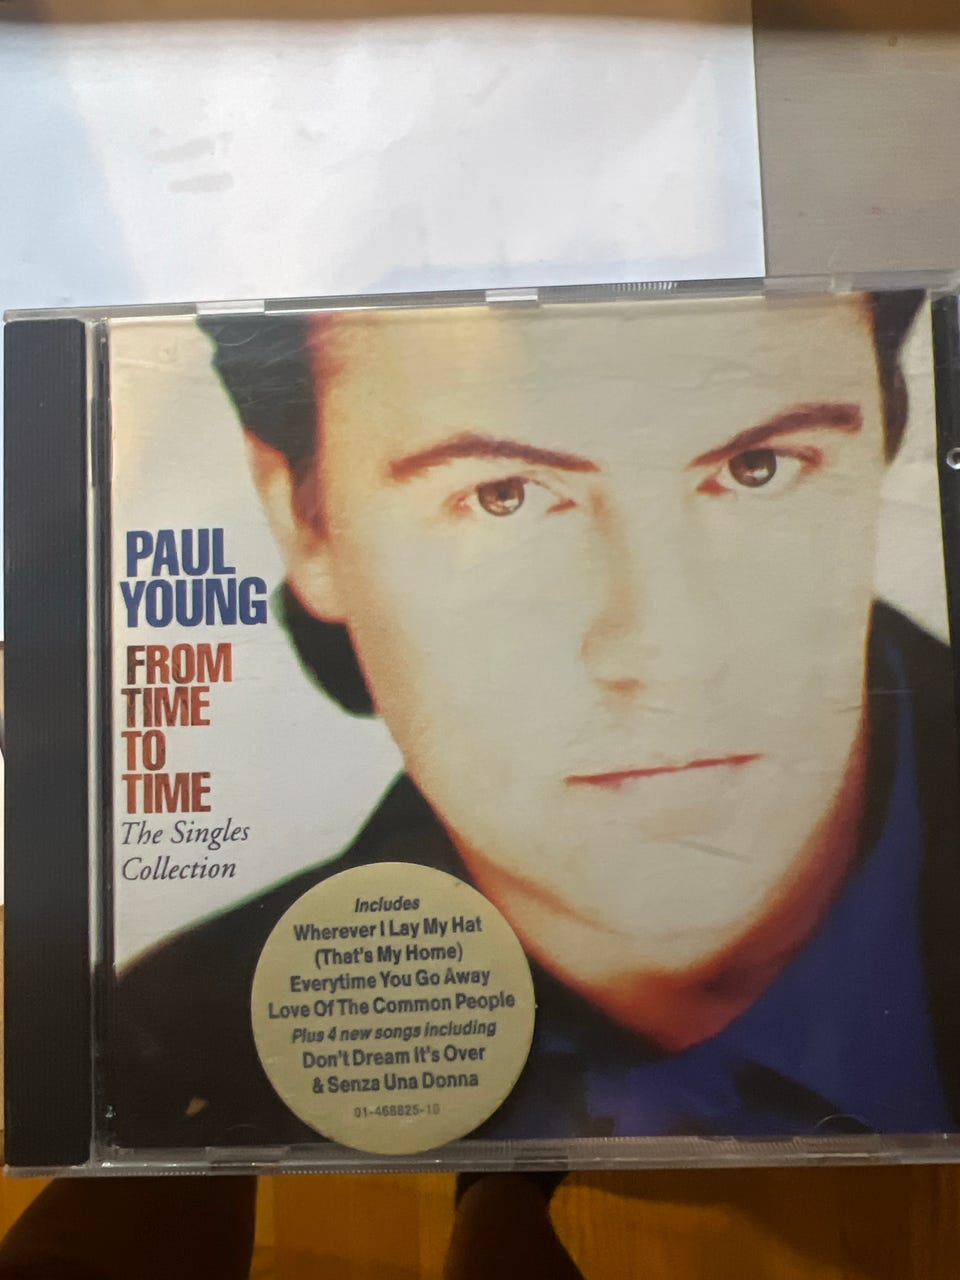 PAUL
YOUNG
FROM
TIME
TO
TIME
The Singles
Collection
Includes
Wherever I Lay My Hat
(That's My Home)
Everytime You Go Away
Love Of The Common People
Plus 4 new songs including
Don't Dream It's Over
& Senza Una Donna
01-468825-10